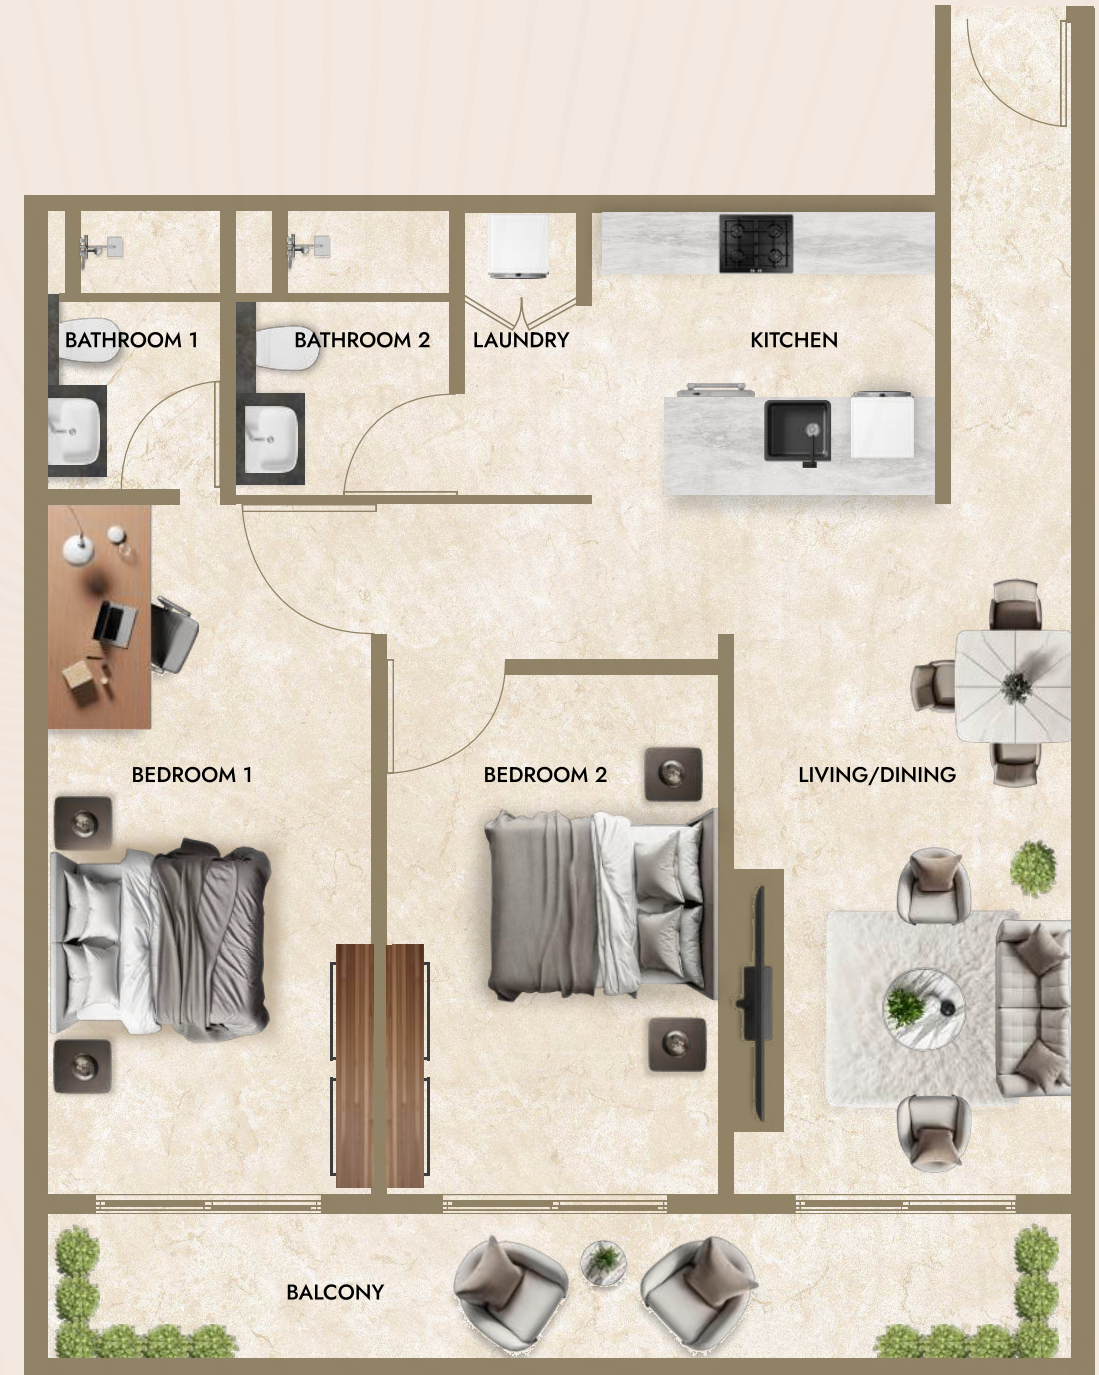 BATHROOM 1
BATHROOM 2
LAUNDRY
KITCHEN
BEDROOM 1
BEDROOM 2
LIVING/DINING
BALCONY